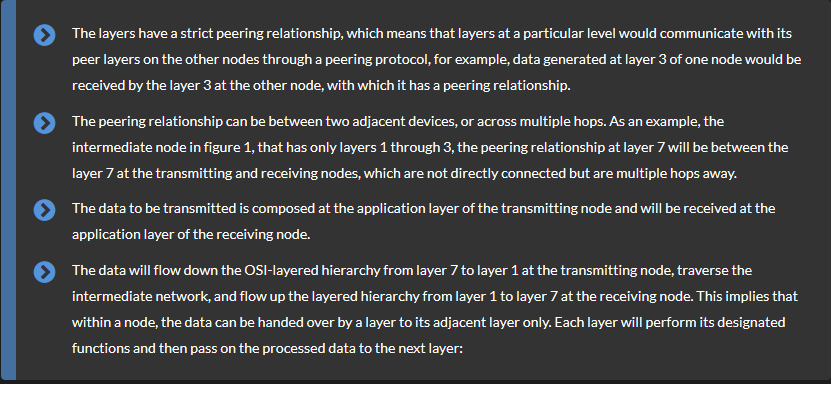 The layers have a strict peering relationship, which means that layers at a particular level would communicate with its
peer layers on the other nodes through a peering protocol, for example, data generated at layer 3 of one node would be
received by the layer 3 at the other node, with which it has a peering relationship.
The peering relationship can be between two adjacent devices, or across multiple hops. As an example, the
intermediate node in figure 1, that has only layers 1 through 3, the peering relationship at layer 7 will be between the
layer 7 at the transmitting and receiving nodes, which are not directly connected but are multiple hops away.
The data to be transmitted is composed at the application layer of the transmitting node and will be received at the
application layer of the receiving node.
The data will flow down the OSI-layered hierarchy from layer 7 to layer 1 at the transmitting node, traverse the
intermediate network, and flow up the layered hierarchy from layer 1 to layer 7 at the receiving node. This implies that
within a node, the data can be handed over by a layer to its adjacent layer only. Each layer will perform its designated
functions and then pass on the processed data to the next layer: